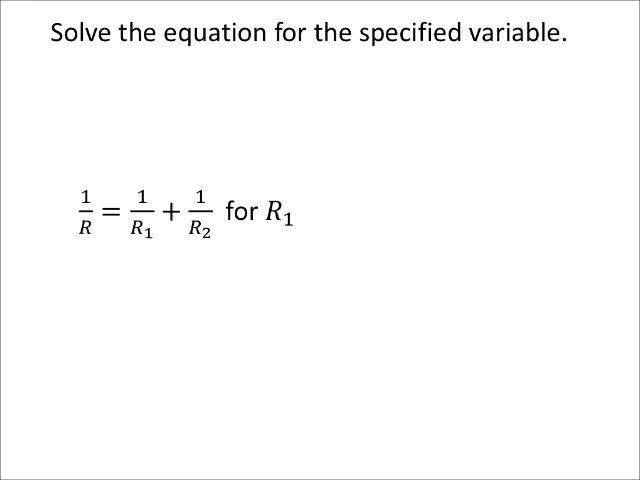 Solve the equation for the specified variable.
1/R = 1/R₁ + 1/R₂ for R₁